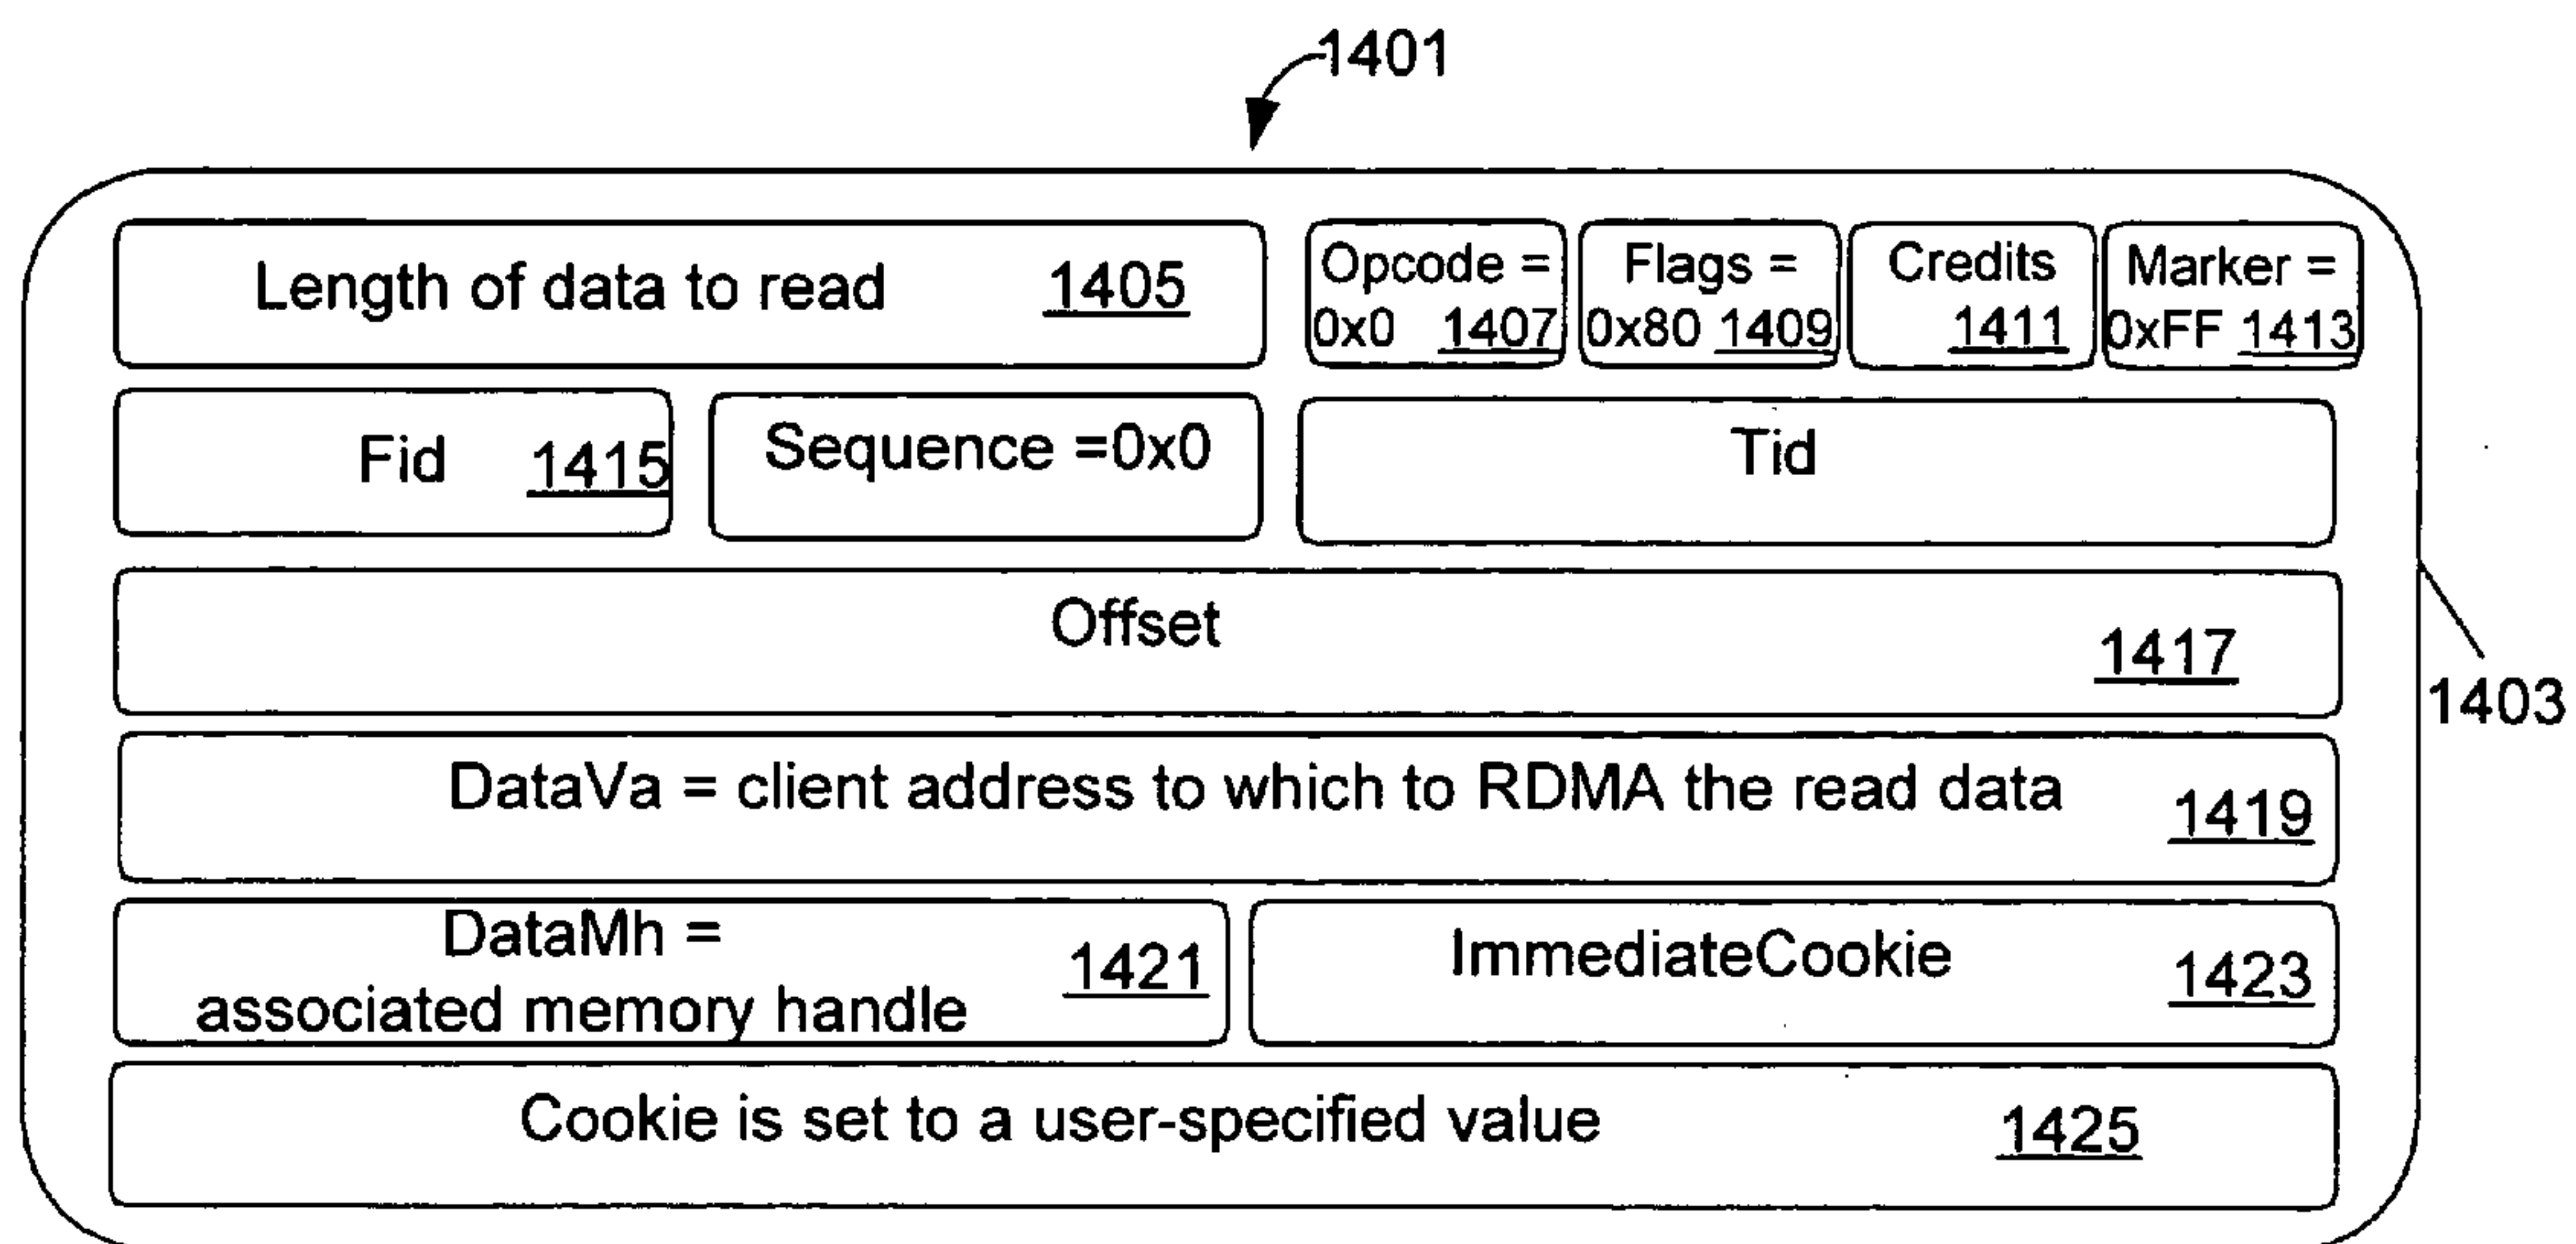 1401
Length of data to read 1405
Opcode =
0x0 1407
Flags =
0x80 1409
Credits
1411
Marker =
0xFF 1413
Fid 1415
Sequence =0x0
Tid
Offset
1417
1403
DataVa = client address to which to RDMA the read data
1419
DataMh =
associated memory handle
1421
ImmediateCookie
1423
Cookie is set to a user-specified value 1425